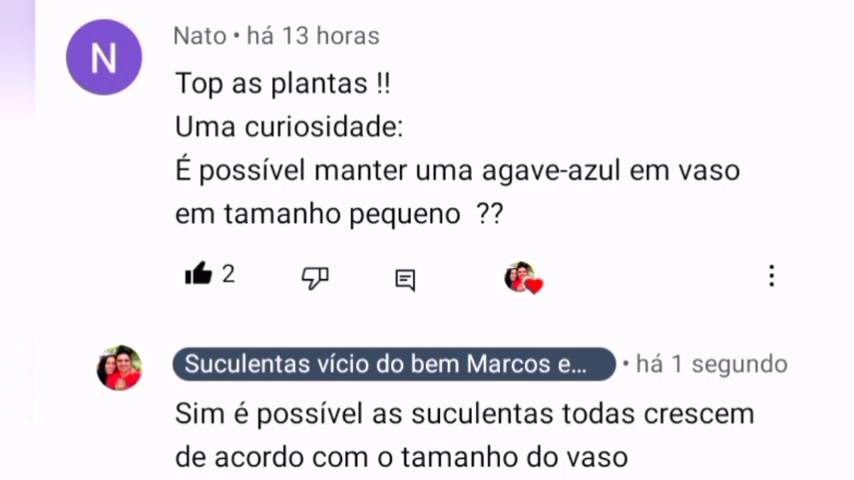 N
Nato • há 13 horas
Top as plantas !!
Uma curiosidade:
É possível manter uma agave-azul em vaso
em tamanho pequeno ??
2
Suculentas vício do bem Marcos e... • há 1 segundo
Sim é possível as suculentas todas crescem
de acordo com o tamanho do vaso